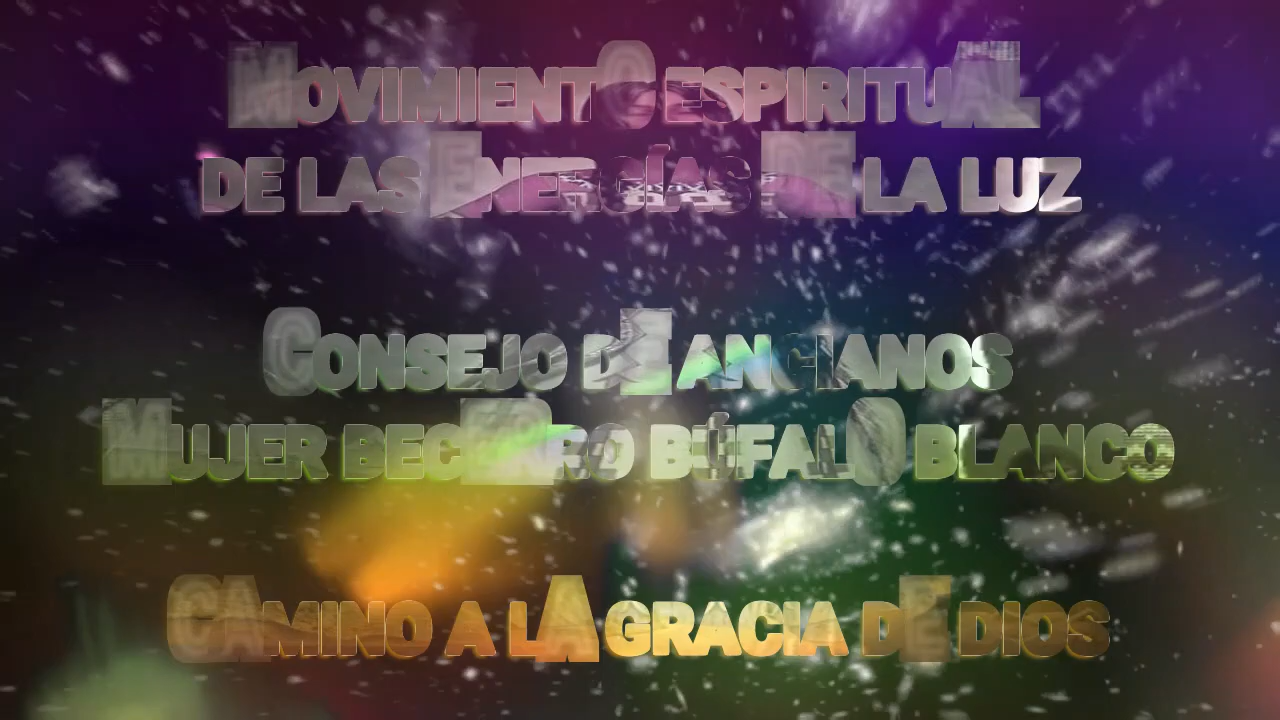 MOVIMIENTO ESPIRITUAL
DE LAS ENERGÍAS DE LA LUZ
CONSEJO DE ANCIANOS
MUJER BECERRO BÚFALO BLANCO
CAMINO A LA GRACIA DE DIOS